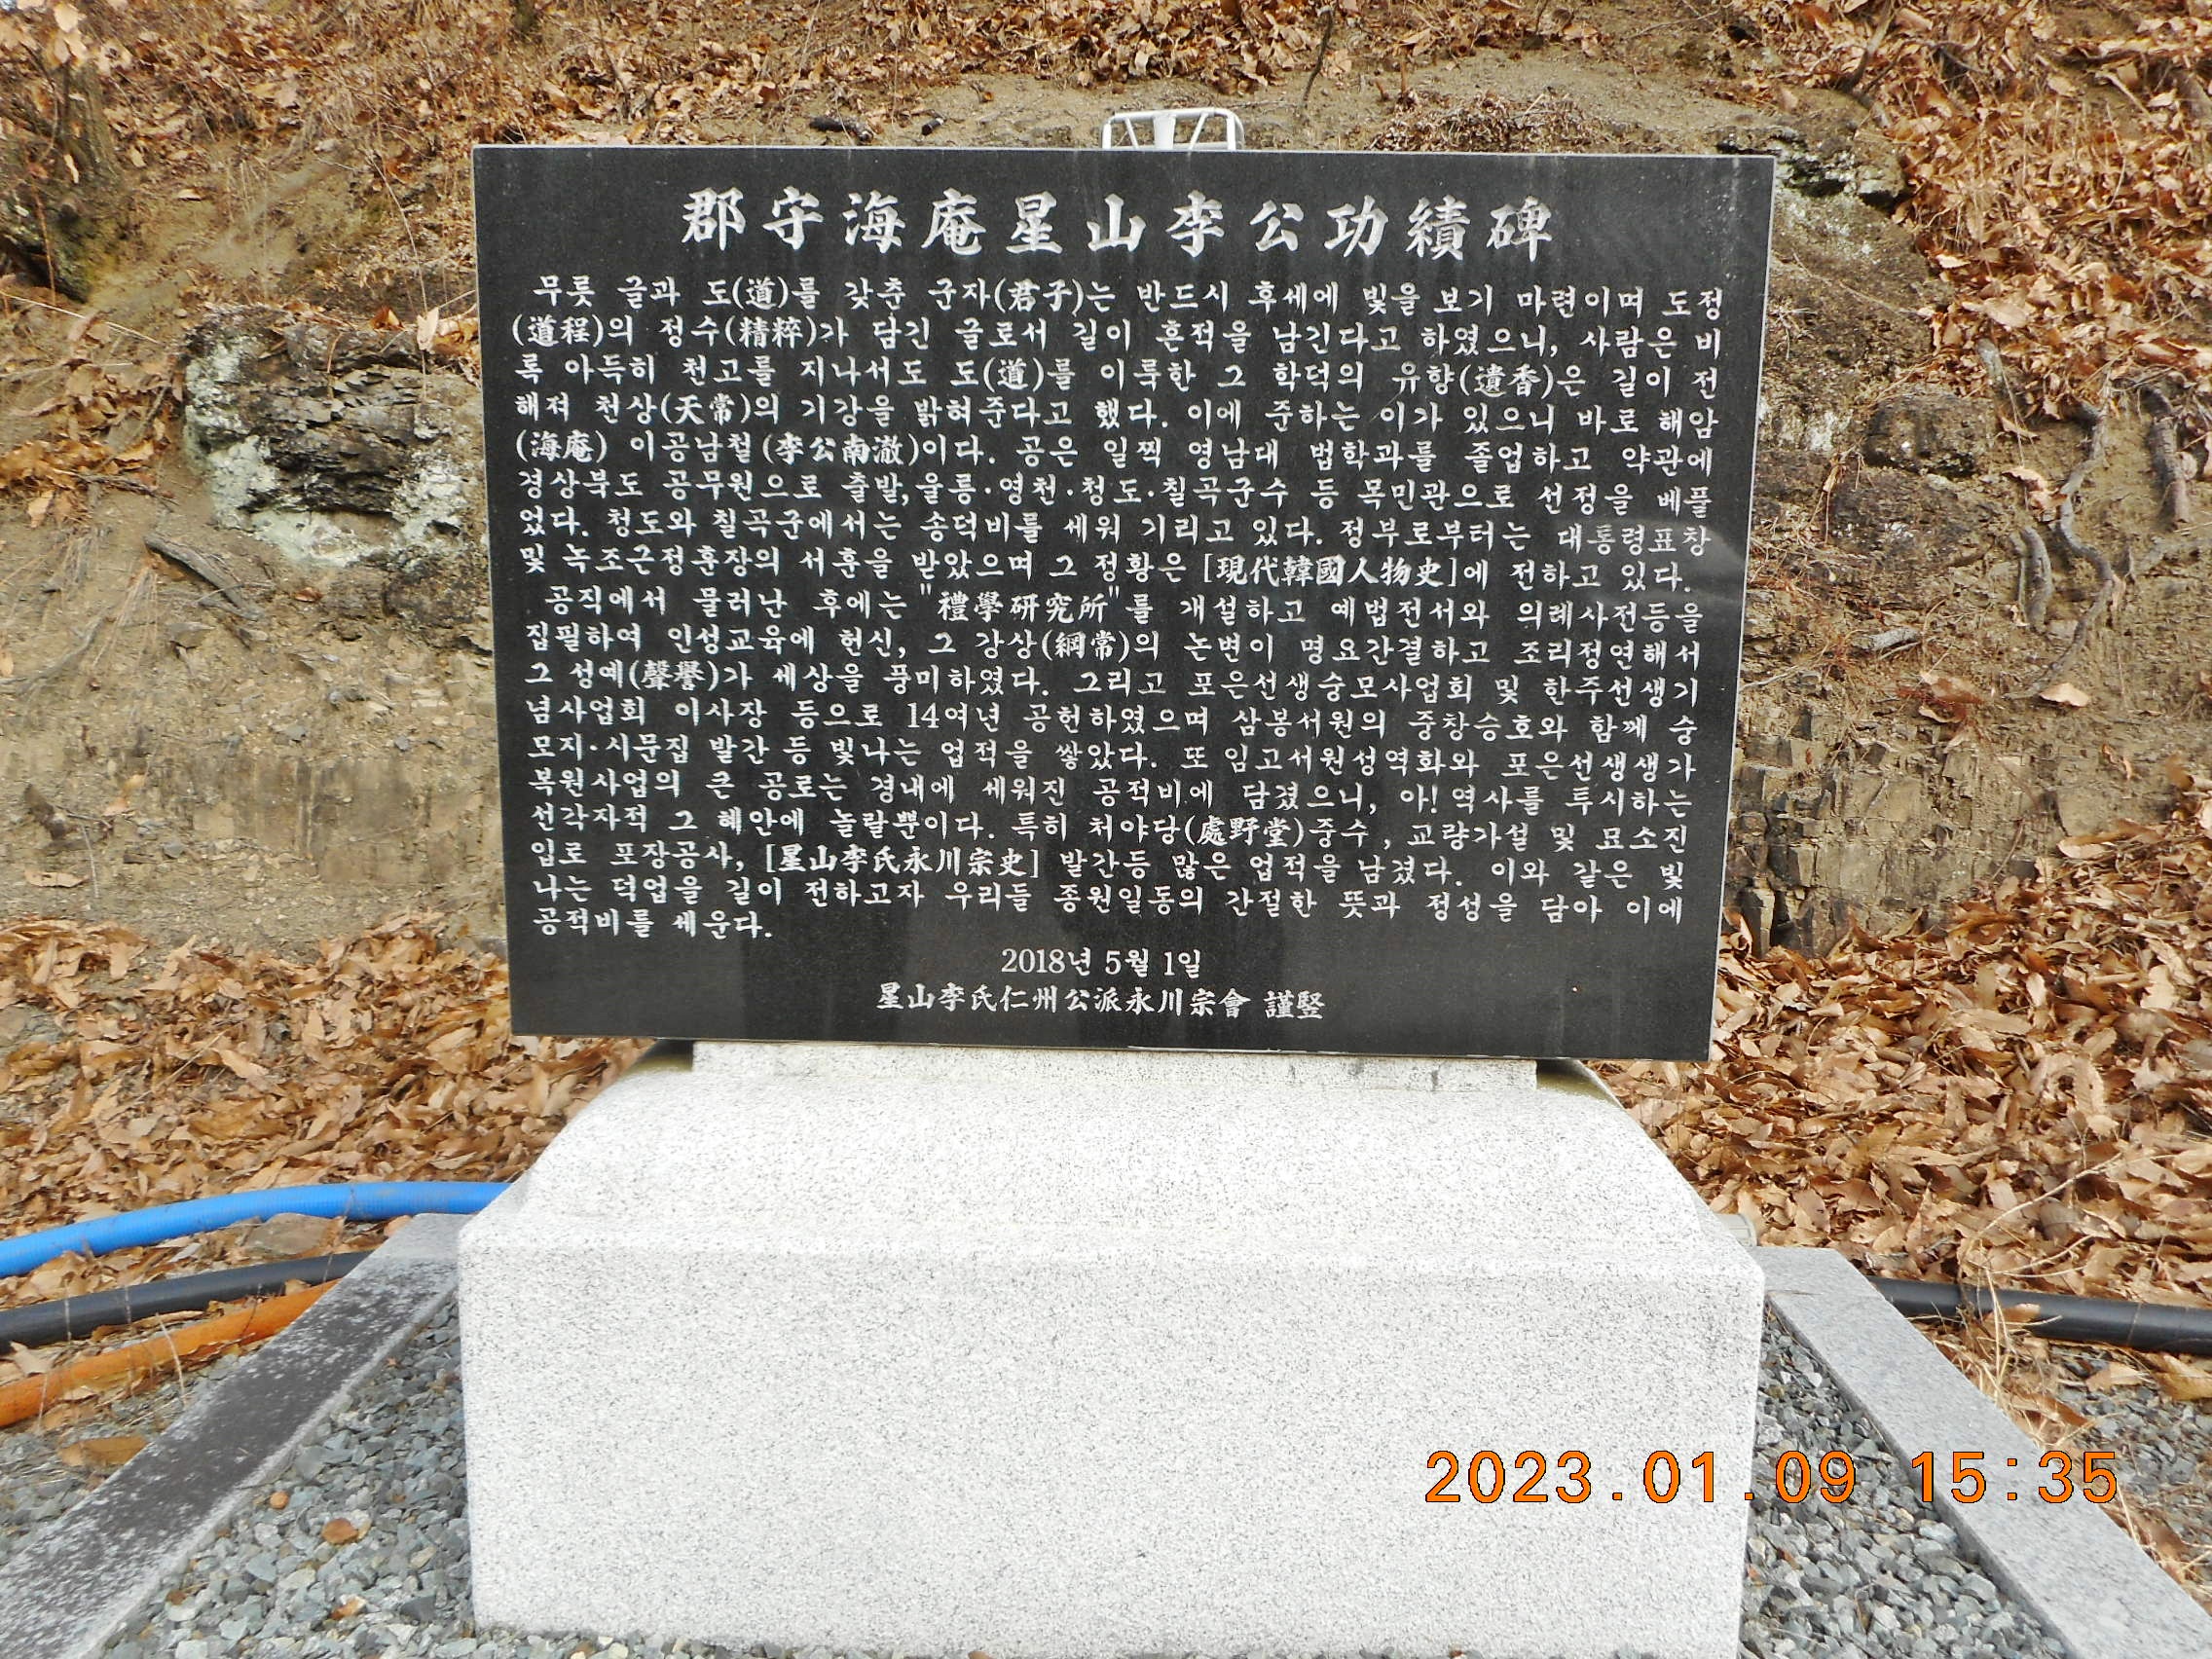 郡守海庵星山李公功績碑
무릇 글과 도(道)를 갖춘 군자(君子)는 반드시 후세에 빛을 보기 마련이며 도정
(道程)의 정수(精粹)가 담긴 글로서 길이 흔적을 남긴다고 하였으니, 사람은 비
록 아득히 천고를 지나서도 도(道)를 이룩한 그 학덕의 유향(遺香)은 길이 전
해져 천상(天常)의 기강을 밝혀준다고 했다. 이에 준하는 이가 있으니 바로 해암
(海庵) 이공남철(李公南澈)이다. 공은 일찍 영남대 법학과를 졸업하고 약관에
경상북도 공무원으로 출발,울릉·영천·청도·칠곡군수 등 목민관으로 선정을 베풀
었다. 청도와 칠곡군에서는 송덕비를 세워 기리고 있다. 정부로부터는 대통령표창
및 녹조근정훈장의 서훈을 받았으며 그 정황은 [現代韓國人物史]에 전하고 있다.
공직에서 물러난 후에는 "禮學硏究所"를 개설하고 예법전서와 의례사전등을
집필하여 인성교육에 헌신, 그 강상(綱常)의 논변이 명요간결하고 조리정연해서
그 성예(聲譽)가 세상을 풍미하였다. 그리고 포은선생숭모사업회 및 한주선생기
념사업회 이사장 등으로 14여년 공헌하였으며 삼봉서원의 중창승호와 함께 숭
모지·시문집 발간 등 빛나는 업적을 쌓았다. 또 임고서원성역화와 포은선생생가
복원사업의 큰 공로는 경내에 세워진 공적비에 담겼으니, 아! 역사를 투시하는
선각자적 그 혜안에 놀랄뿐이다. 특히 처야당(處野堂)중수, 교량가설 및 묘소진
입로 포장공사, [星山李氏永川宗史] 발간등 많은 업적을 남겼다. 이와 같은 빛
나는 덕업을 길이 전하고자 우리들 종원일동의 간절한 뜻과 정성을 담아 이에
공적비를 세운다.
2018년 5월 1일
星山李氏仁州公派永川宗會 謹竪
2023.01.09 15:35